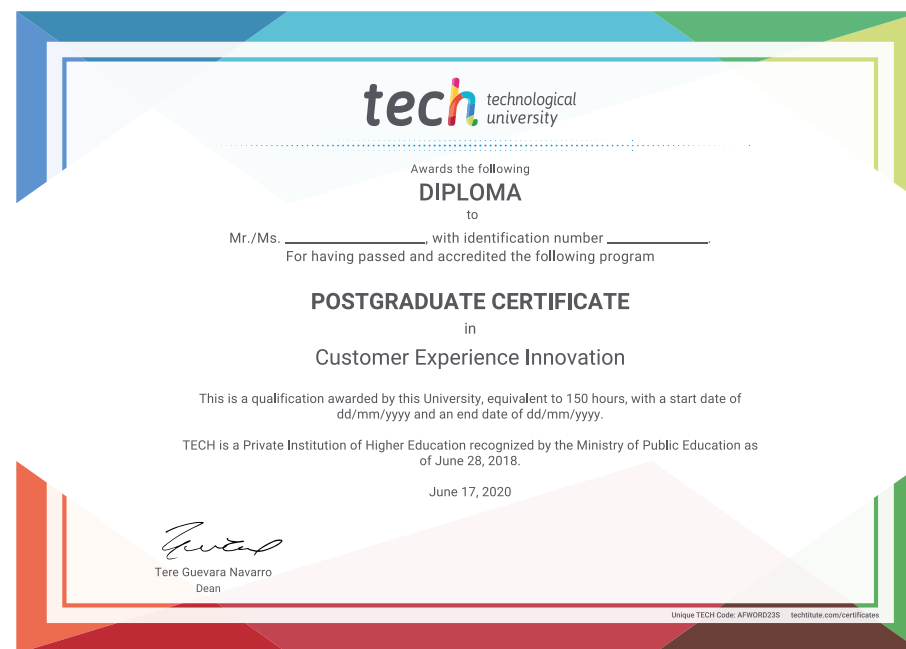 tech technological
university
Awards the following
DIPLOMA
to
Mr./Ms. ____________________, with identification number ______________.
For having passed and accredited the following program
POSTGRADUATE CERTIFICATE
in
Customer Experience Innovation
This is a qualification awarded by this University, equivalent to 150 hours, with a start date of
dd/mm/yyyy and an end date of dd/mm/yyyy.
TECH is a Private Institution of Higher Education recognized by the Ministry of Public Education as
of June 28, 2018.
June 17, 2020
Tere Guevara Navarro
Dean
Unique TECH Code: AFWORD23S techtitute.com/certificates